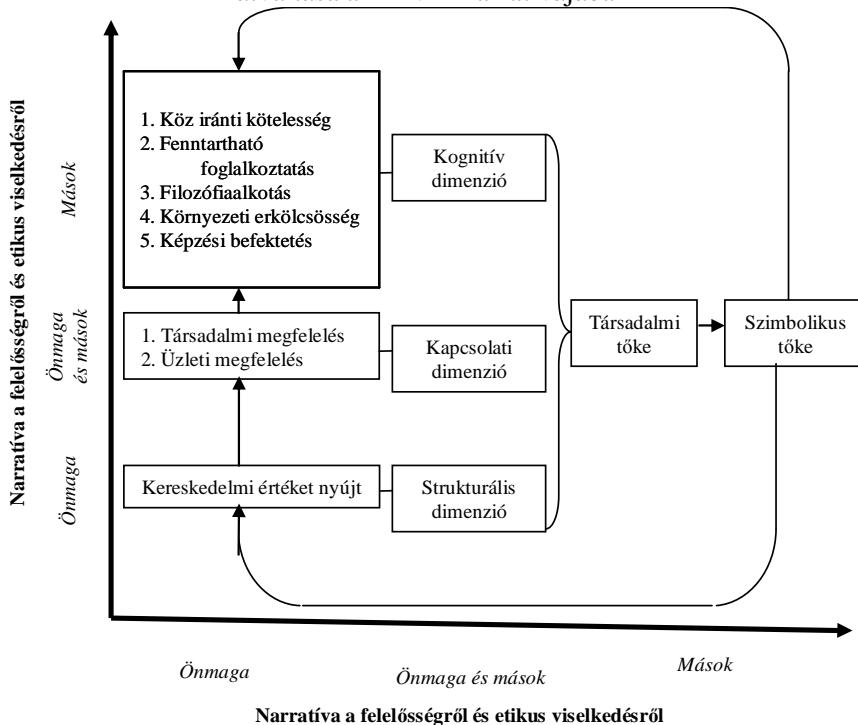 Narratíva a felelősségről és etikus viselkedésről
Mások
Önmaga
és mások
Önmaga
1. Köz iránti kötelesség
2. Fenntartható
foglalkoztatás
3. Filozófiaalkotás
4. Környezeti erkölcsösség
5. Képzési befektetés
Kognitív
dimenzió
1. Társadalmi megfelelés
2. Üzleti megfelelés
Kapcsolati
dimenzió
Társadalmi
tőke
Szimbolikus
tőke
Kereskedelmi értéket nyújt
Strukturális
dimenzió
Önmaga
Önmaga és mások
Mások
Narratíva a felelősségről és etikus viselkedésről